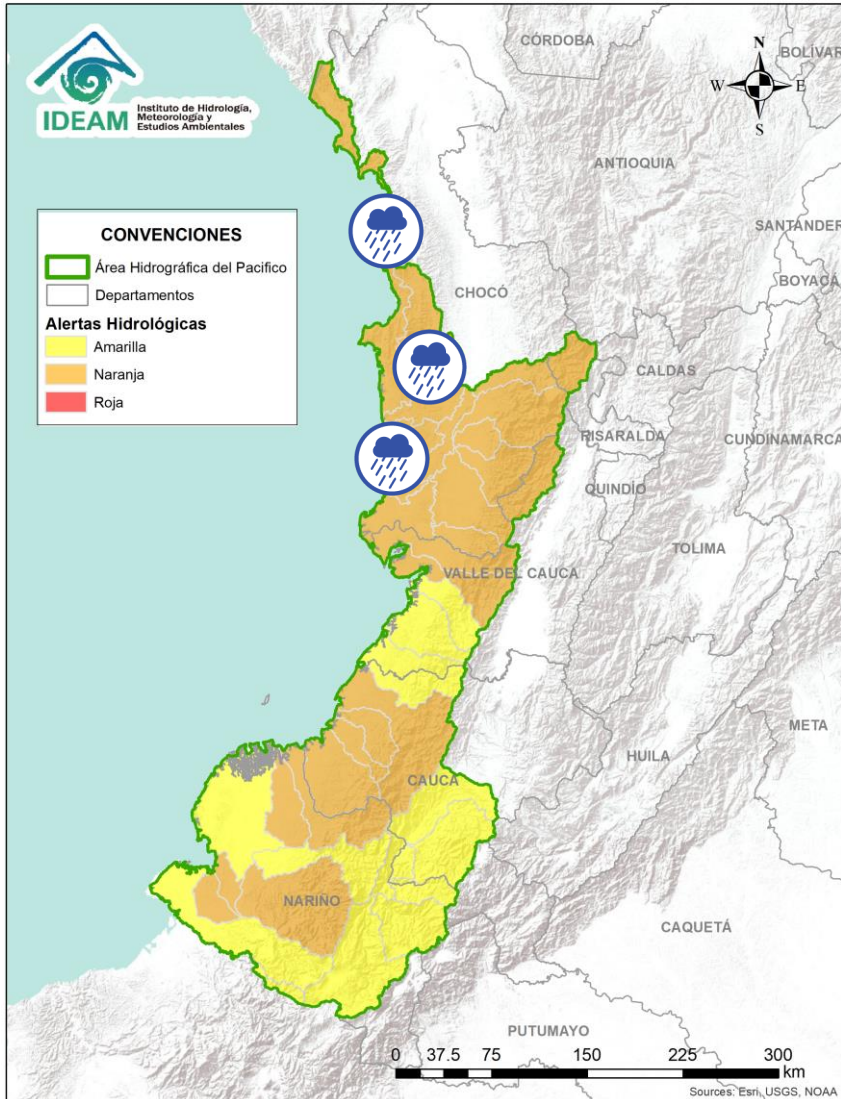 CÓRDOBA
BOLÍVAR
N
W
E
S
IDEAM
Instituto de Hidrología,
Meteorología y
Estudios Ambientales
ANTIOQUIA
SANTANDER
BOYACÁ
CONVENCIONES
Área Hidrográfica del Pacifico
Departamentos
Alertas Hidrológicas
Amarilla
Naranja
Roja
CHOCÓ
CALDAS
RISARALDA
CUNDINAMARCA
QUINDÍO
TOLIMA
VALLE DEL CAUCA
META
HUILA
CAUCA
NARIÑO
CAQUETÁ
PUTUMAYO
0 37.5 75 150 225 300
km
Sources: Esri, USGS, NOAA